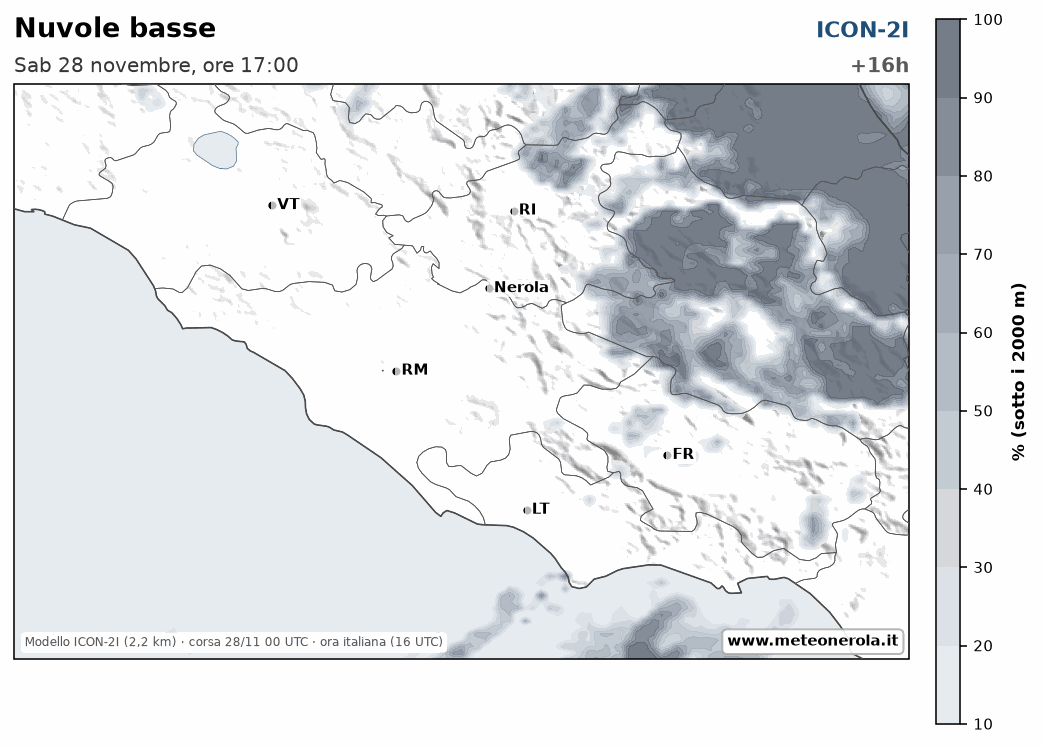 Nuvole basse
ICON-2I
Sab 28 novembre, ore 17:00
+16h
VT
RI
Nerola
RM
FR
LT
Modello ICON-2I (2,2 km) · corsa 28/11 00 UTC · ora italiana (16 UTC)
www.meteonerola.it
100
90
80
70
60
50
40
30
20
10
% (sotto i 2000 m)